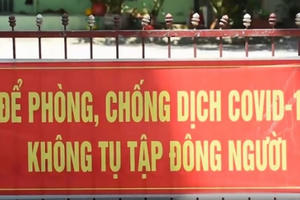 ĐỂ PHÒNG, CHỐNG DỊCH COVID-1
KHÔNG TỤ TẬP ĐÔNG NGƯỜI